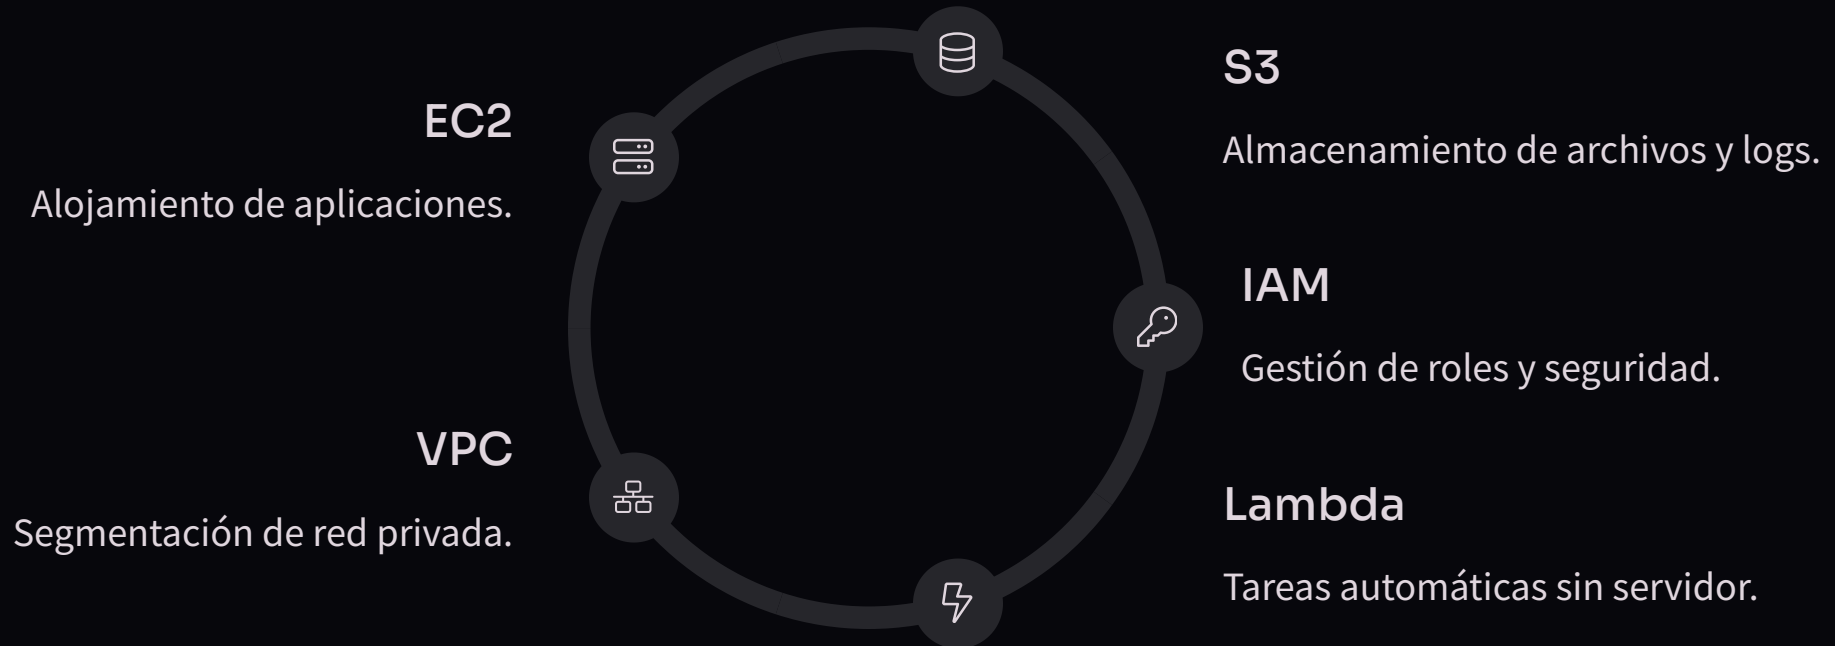 EC2
Alojamiento de aplicaciones.
VPC
Segmentación de red privada.
S3
Almacenamiento de archivos y logs.
IAM
Gestión de roles y seguridad.
Lambda
Tareas automáticas sin servidor.